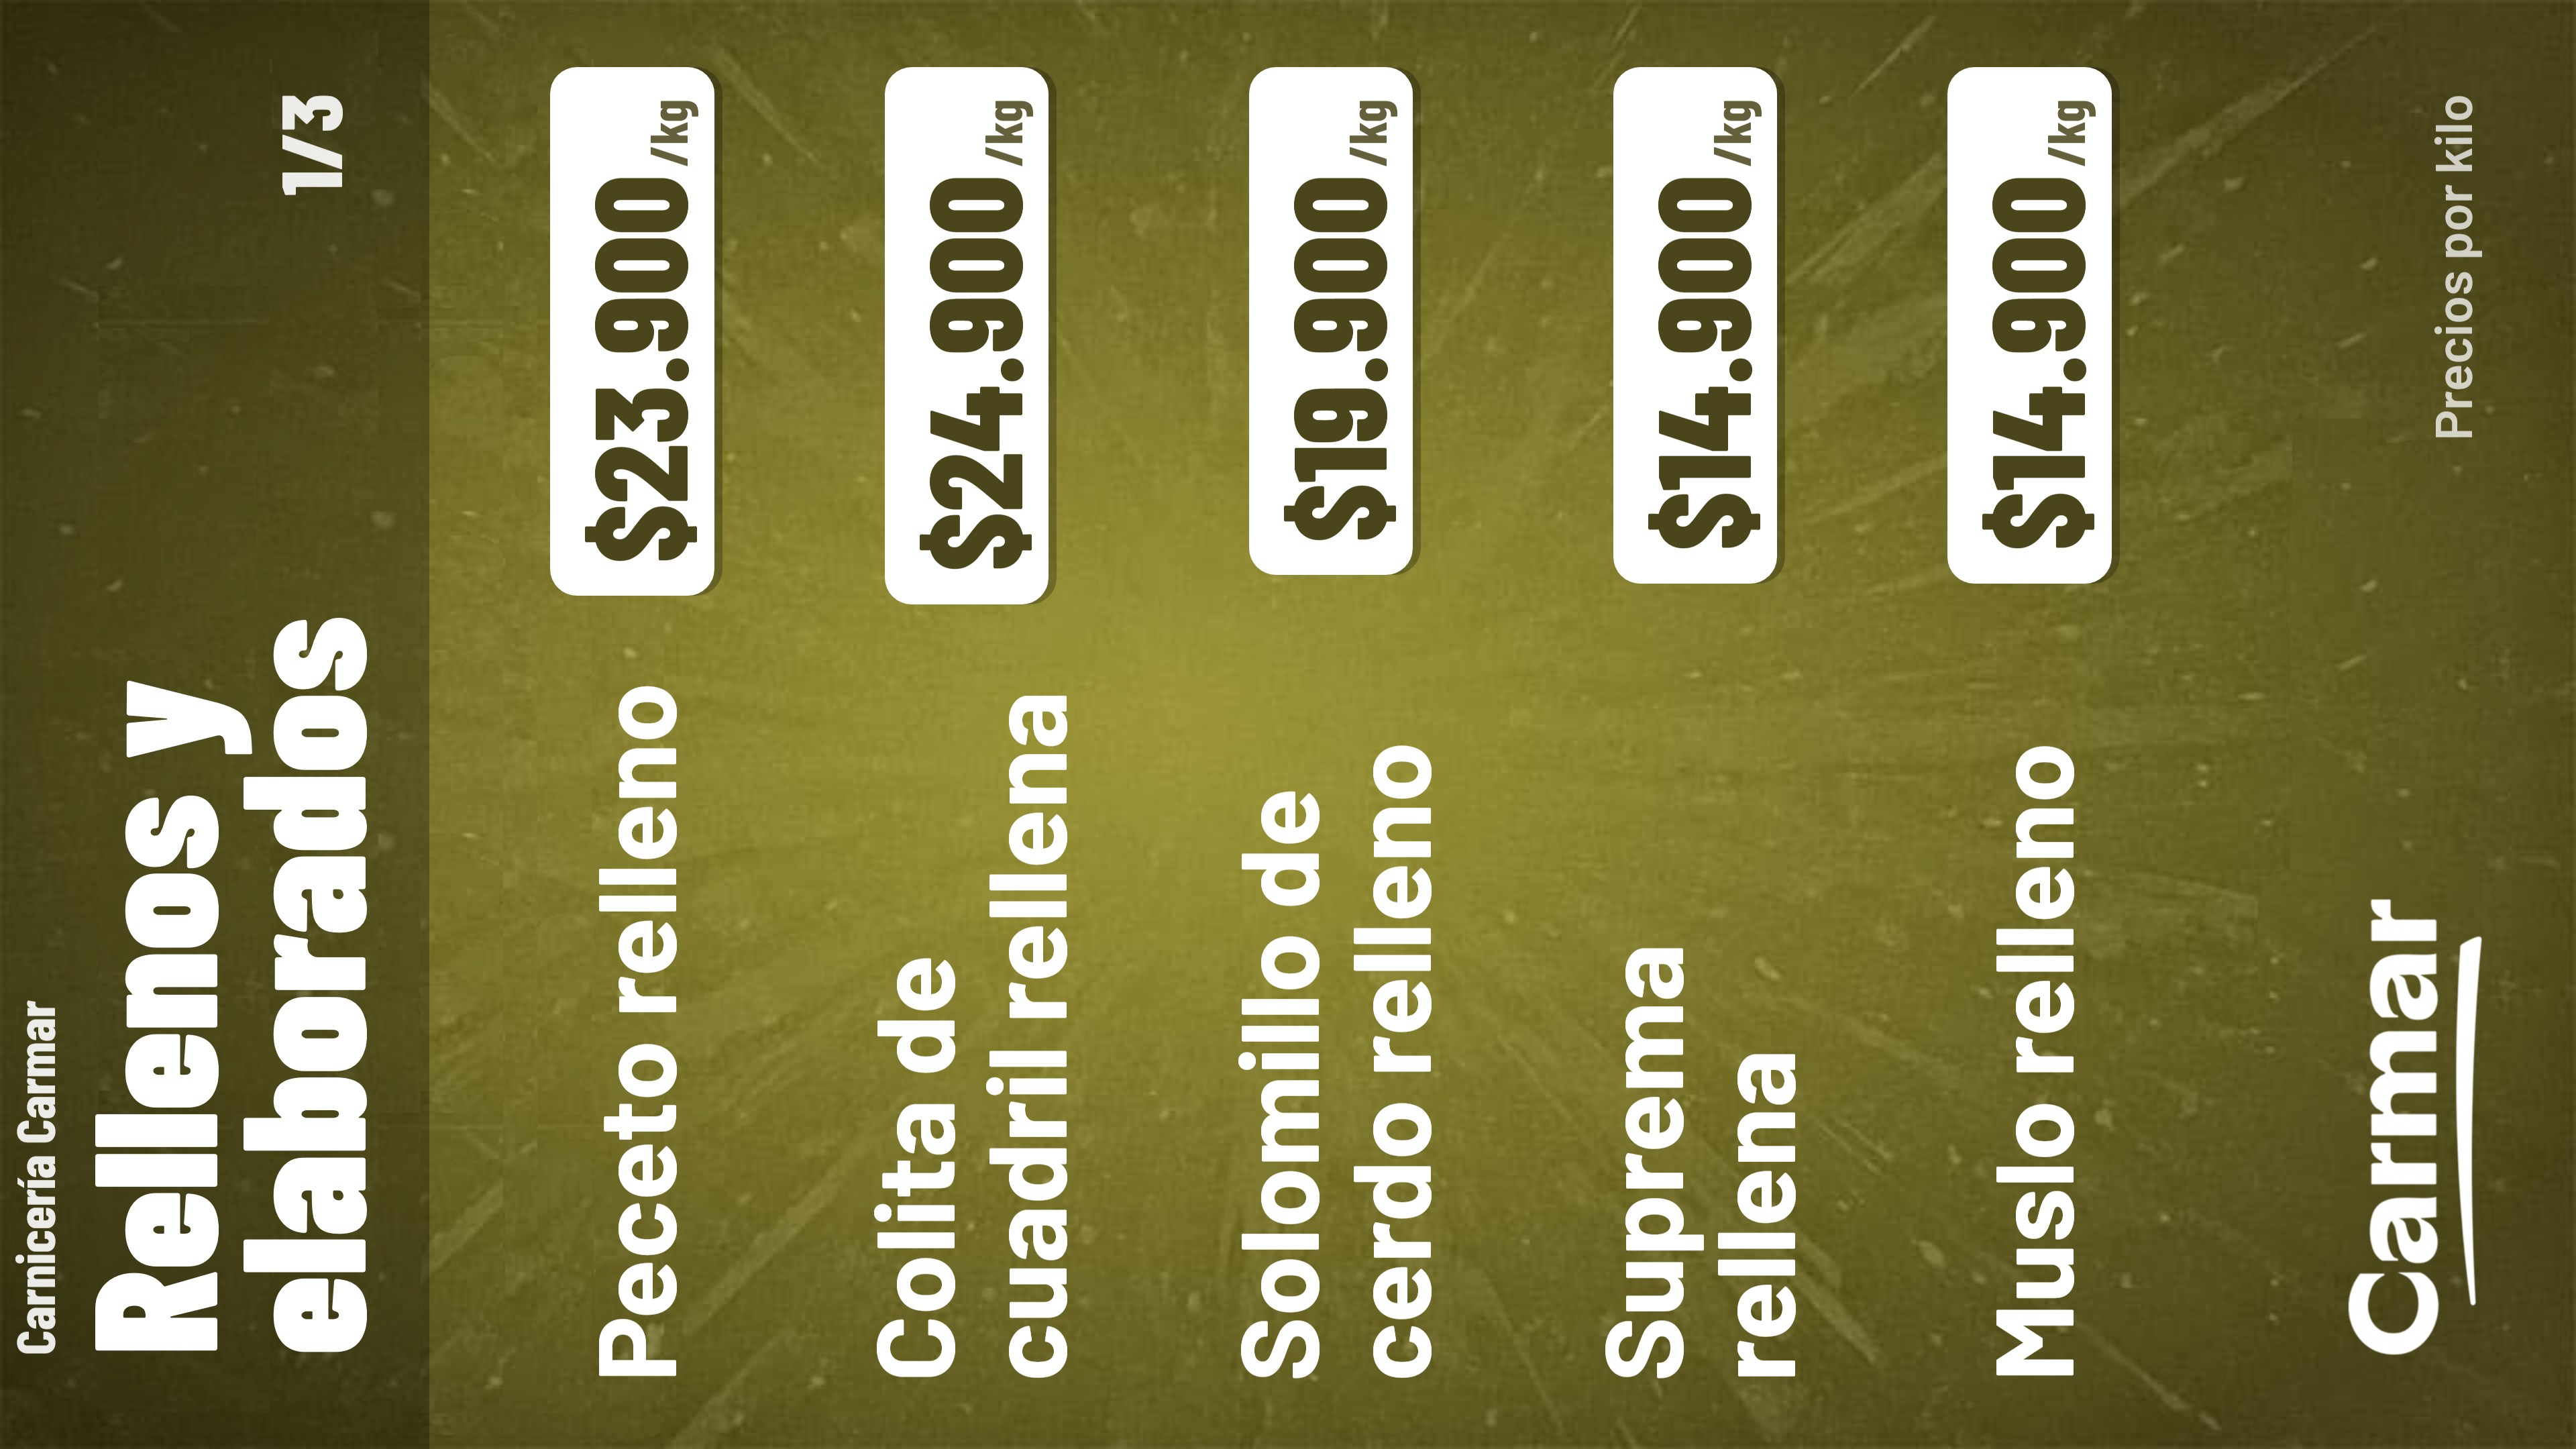 Carnicería Carmar
Rellenos y
elaborados
1/3
Peceto relleno
$23.900/kg
Colita de
cuadril rellena
$24.900/kg
Solomillo de
cerdo relleno
$19.900/kg
Suprema
rellena
$14.900/kg
Muslo relleno
$14.900/kg
Carmar
Precios por kilo